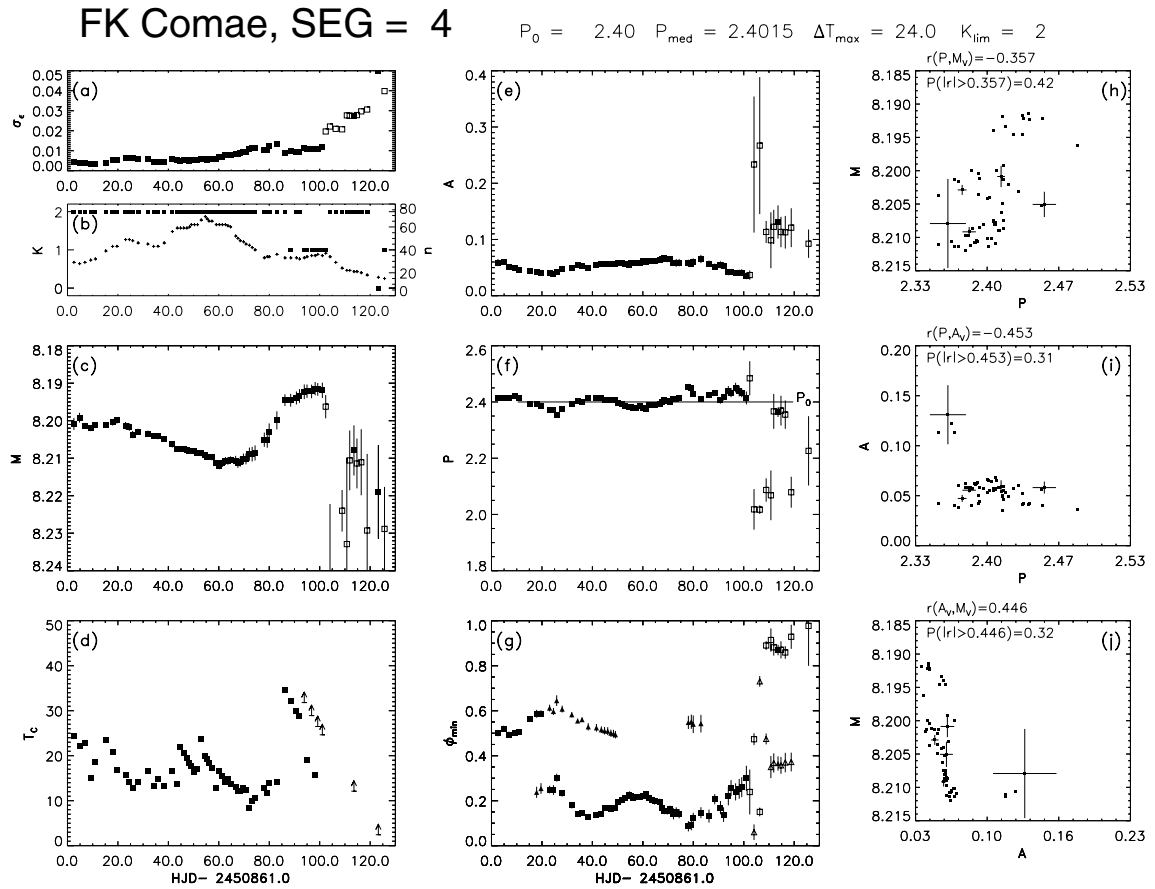 FK Comae, SEG = 4
P0 = 2.40 Pmed = 2.4015 ΔTmax = 24.0 Klim = 2
(a)
σε
0.05
0.04
0.03
0.02
0.01
0.00
0.0 20.0 40.0 60.0 80.0 100.0 120.0
(b)
K
2
1
0
80
60
40
20
0
n
0.0 20.0 40.0 60.0 80.0 100.0 120.0
(c)
M
8.18
8.19
8.20
8.21
8.22
8.23
8.24
0.0 20.0 40.0 60.0 80.0 100.0 120.0
(d)
TC
50
40
30
20
10
0
0.0 20.0 40.0 60.0 80.0 100.0 120.0
HJD- 2450861.0
(e)
A
0.4
0.3
0.2
0.1
0.0
0.0 20.0 40.0 60.0 80.0 100.0 120.0
(f)
P
2.6
2.4
2.2
2.0
1.8
P0
0.0 20.0 40.0 60.0 80.0 100.0 120.0
(g)
φmin
1.0
0.8
0.6
0.4
0.2
0.0
0.0 20.0 40.0 60.0 80.0 100.0 120.0
HJD- 2450861.0
r(P,MV)=-0.357
P(|r|>0.357)=0.42
(h)
M
8.185
8.190
8.195
8.200
8.205
8.210
8.215
2.33 2.40 2.47 2.53
P
r(P,AV)=-0.453
P(|r|>0.453)=0.31
(i)
A
0.20
0.15
0.10
0.05
0.00
2.33 2.40 2.47 2.53
P
r(AV,MV)=0.446
P(|r|>0.446)=0.32
(j)
M
8.185
8.190
8.195
8.200
8.205
8.210
8.215
0.03 0.10 0.16 0.23
A